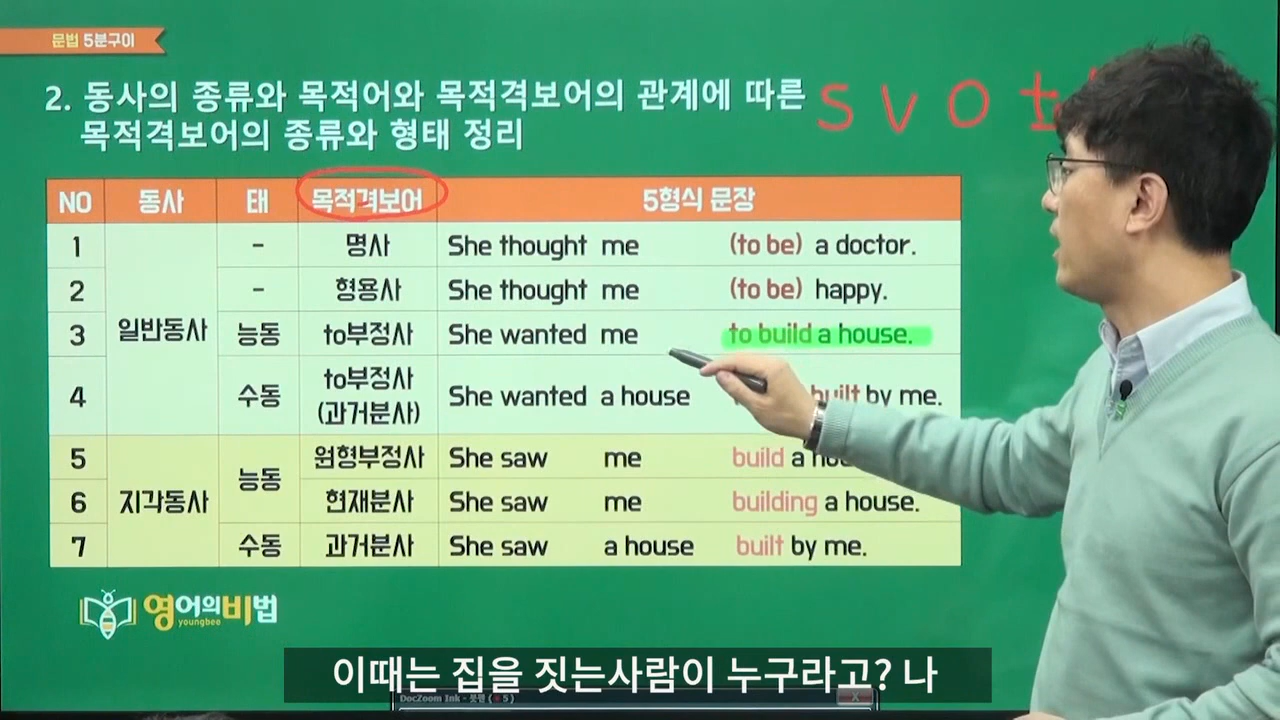 문법 5분구이
2. 동사의 종류와 목적어와 목적격보어의 관계에 따른
목적격보어의 종류와 형태 정리
S V O
NO 동사 태 목적격보어 5형식 문장
1 - 명사 She thought me (to be) a doctor.
2 - 형용사 She thought me (to be) happy.
3 일반동사 능동 to부정사 She wanted me to build a house.
4 수동 to부정사 (과거분사) She wanted a house built by me.
5 능동 원형부정사 She saw me build a
6 지각동사 현재분사 She saw me building a house.
7 수동 과거분사 She saw a house built by me.
영어의비법
youngbee
이때는 집을 짓는사람이 누구라고? 나
DocZoom Ink - 붓펜 (5)